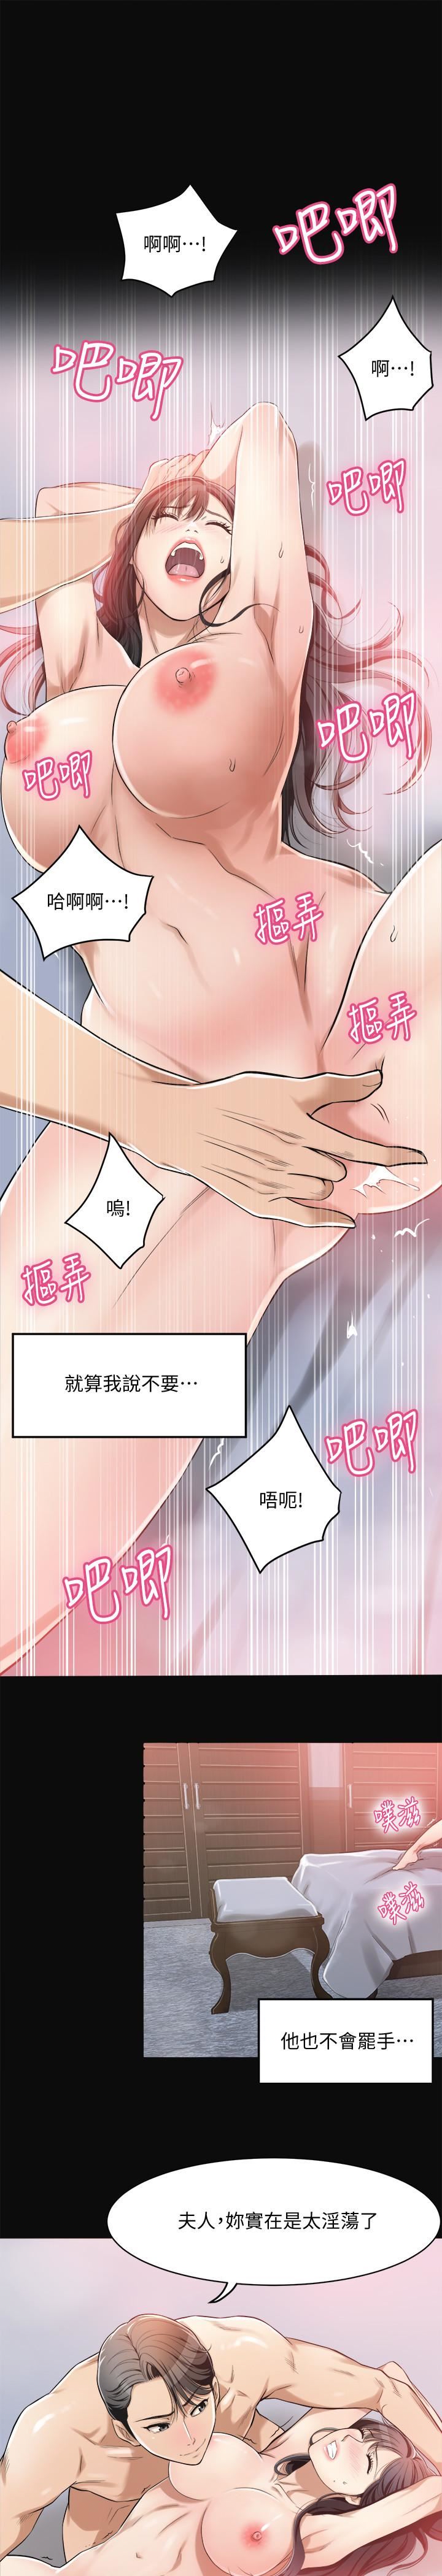 啊啊…!
吧唧
吧唧
啊…!
吧唧
吧唧
吧唧
哈啊啊…!
摳弄
摳弄
嗚!
摳弄
就算我說不要…
吧唧
唔呃!
吧唧
噗滋
噗滋
他也不會罷手…
夫人，妳實在是太淫蕩了